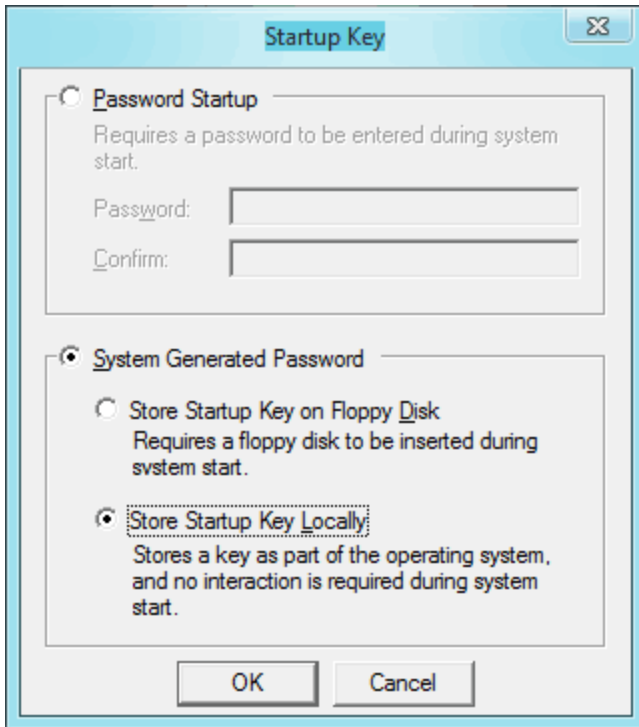 Startup Key
Password Startup
Requires a password to be entered during system
start.
Password:
Confirm:
System Generated Password
Store Startup Key on Floppy Disk
Requires a floppy disk to be inserted during
system start.
Store Startup Key Locally
Stores a key as part of the operating system,
and no interaction is required during system
start.
OK
Cancel